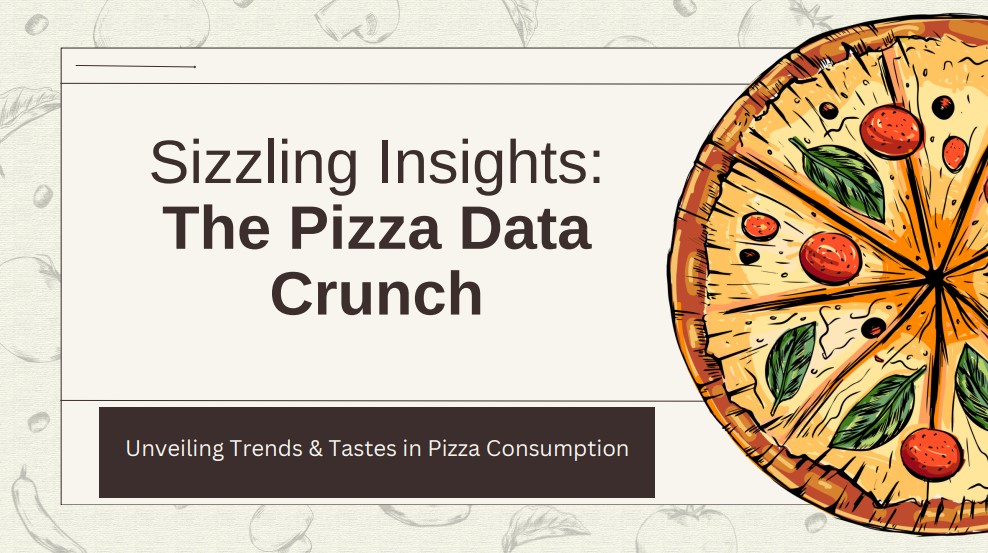 Sizzling Insights:
The Pizza Data
Crunch
Unveiling Trends & Tastes in Pizza Consumption